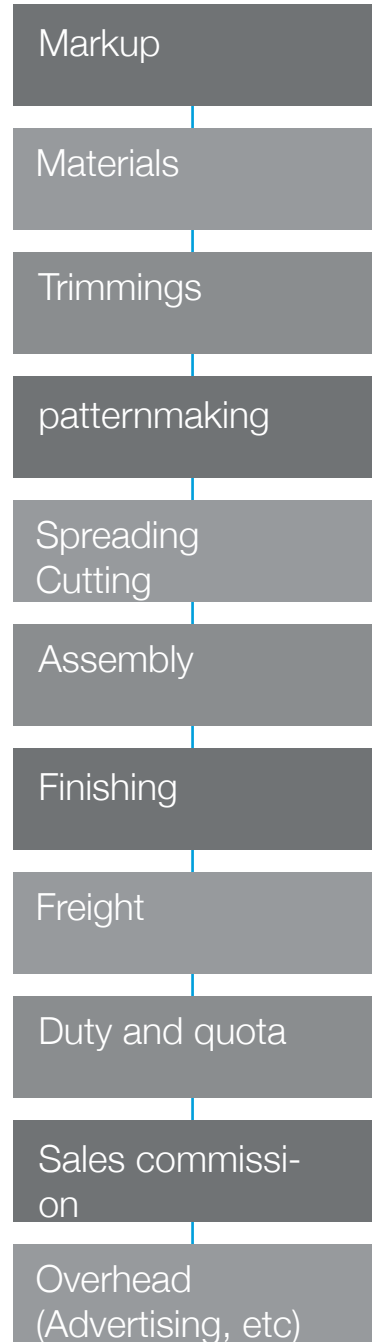 Markup
Materials
Trimmings
patternmaking
Spreading
Cutting
Assembly
Finishing
Freight
Duty and quota
Sales commissi-
on
Overhead
(Advertising, etc)